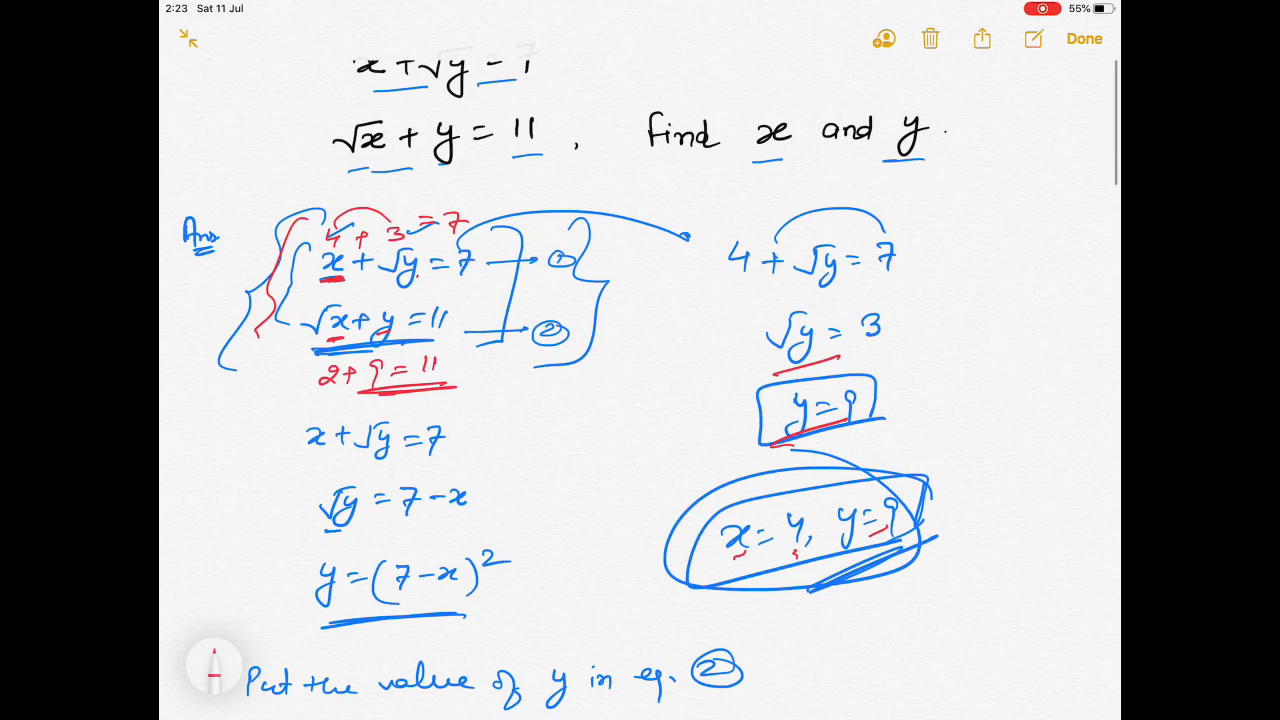 2:23 Sat 11 Jul
55%
Done
x + √y = 7
√x + y = 11 , find x and y.
Ans
4 + 3 = 7
x + √y = 7 → ①
√x + y = 11 → ②
2 + 9 = 11
x + √y = 7
√y = 7 - x
y = (7 - x)²
4 + √y = 7
√y = 3
y = 9
x = 4, y = 9
Put the value of y in eq. ②